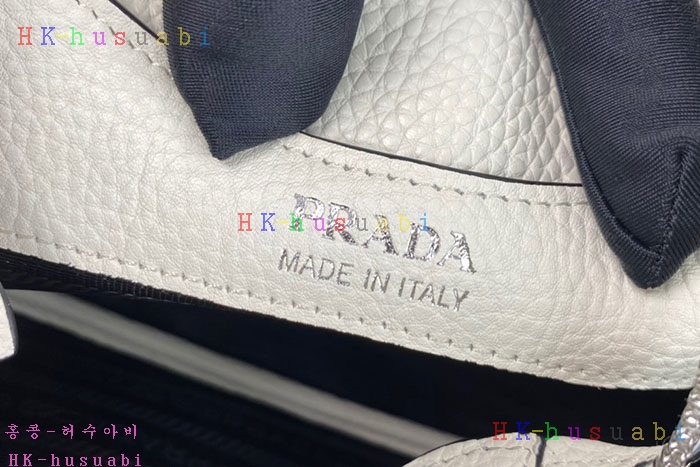 HK-husuabi
HK-husuabi
PRADA
MADE IN ITALY
홍콩-허수아비
HK-husuabi
HK-husuabi